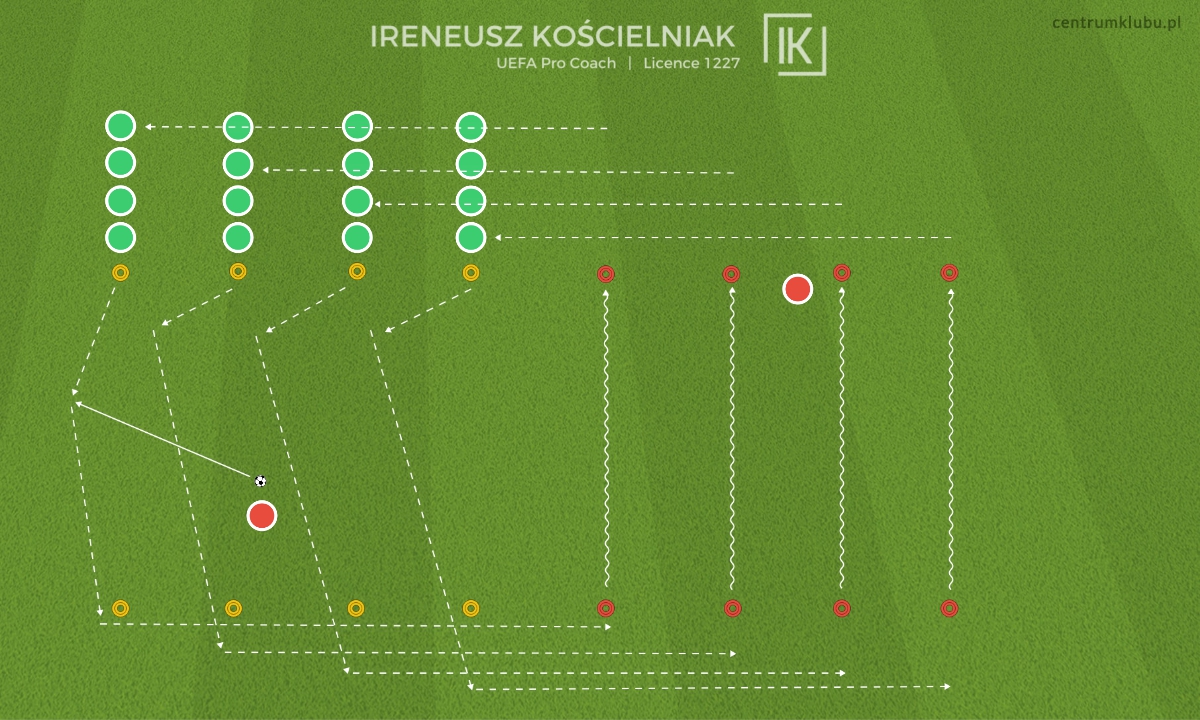 centrumklubu.pl
IRENEUSZ KOŚCIELNIAK
IK
UEFA Pro Coach | Licence 1227